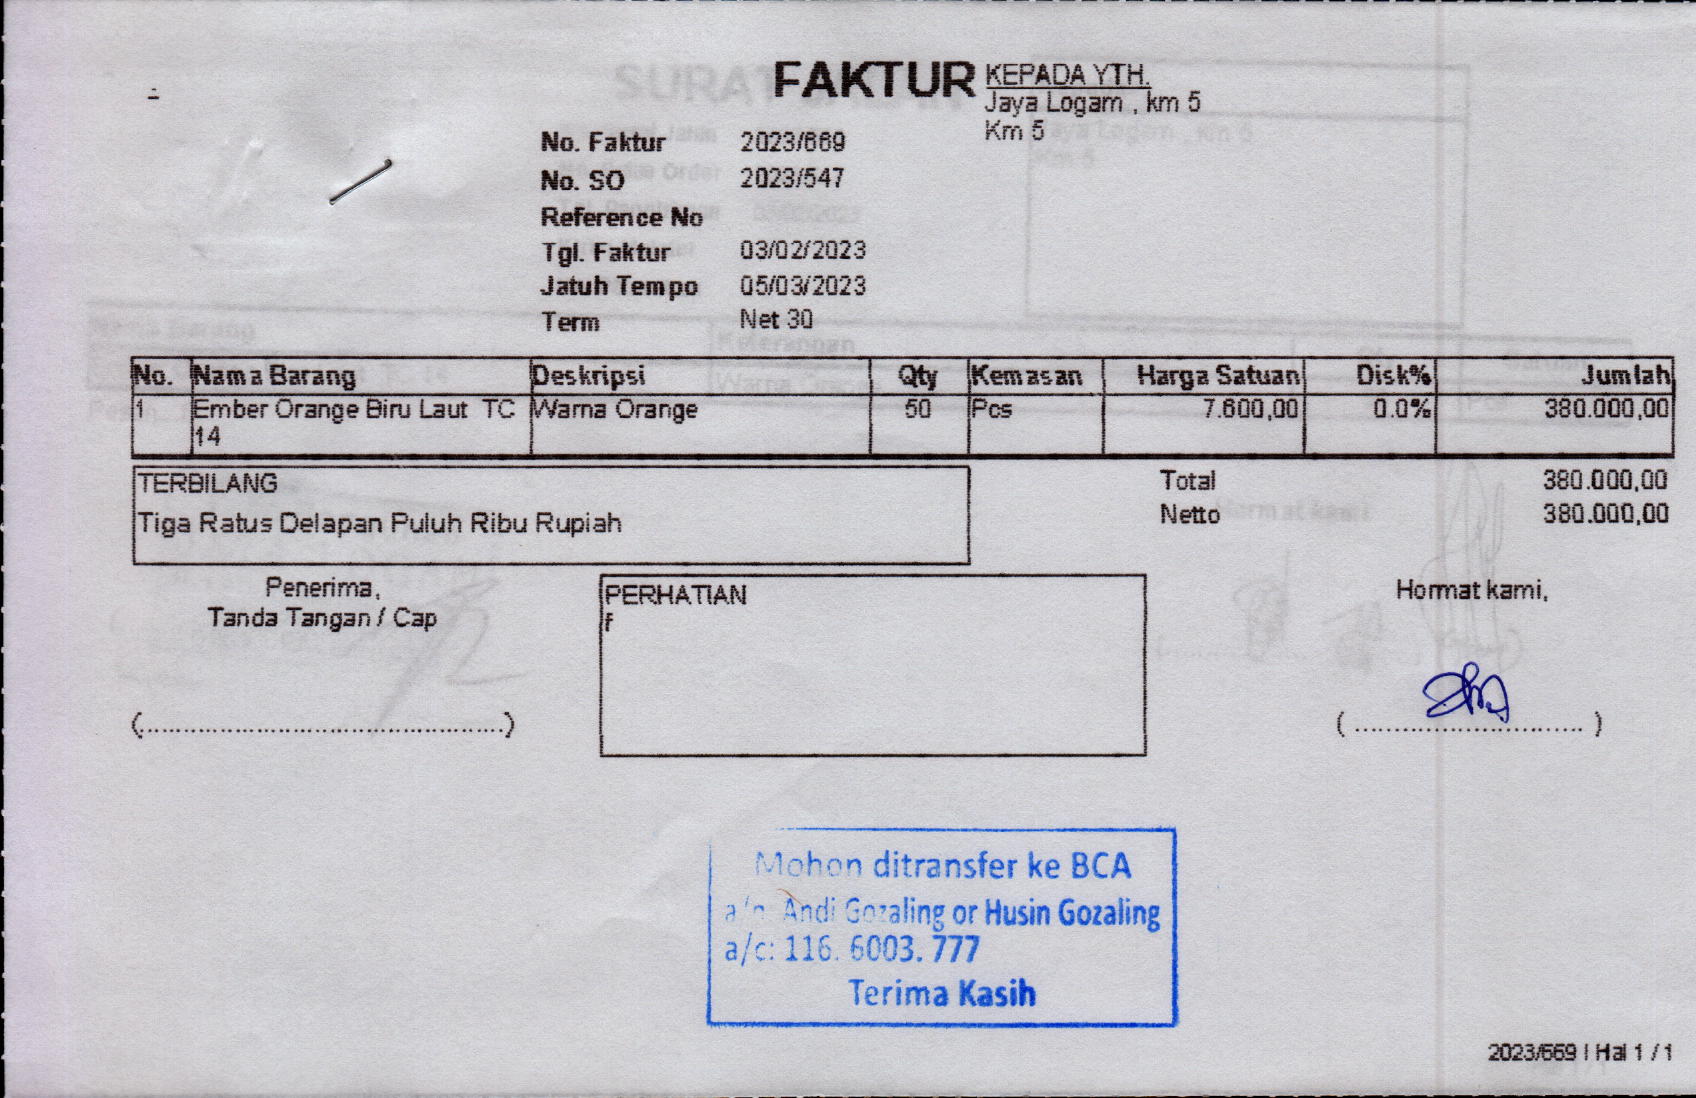 FAKTUR
KEPADA YTH.
Jaya Logam , km 5
Km 5
No. Faktur 2023/669
No. SO 2023/547
Reference No
Tgl. Faktur 03/02/2023
Jatuh Tempo 05/03/2023
Term Net 30
No. Nama Barang Deskripsi Qty Kemasan Harga Satuan Disk% Jumlah
1 Ember Orange Biru Laut TC Warna Orange 50 Pcs 7.600,00 0.0% 380.000,00
14
TERBILANG
Tiga Ratus Delapan Puluh Ribu Rupiah
Total 380.000,00
Netto 380.000,00
Penerima,
Tanda Tangan / Cap
(...............................................)
PERHATIAN
f
Hormat kami,
( ............................. )
Mohon ditransfer ke BCA
a/n: Andi Gozaling or Husin Gozaling
a/c: 116. 6003. 777
Terima Kasih
2023/669 | Hal 1 / 1